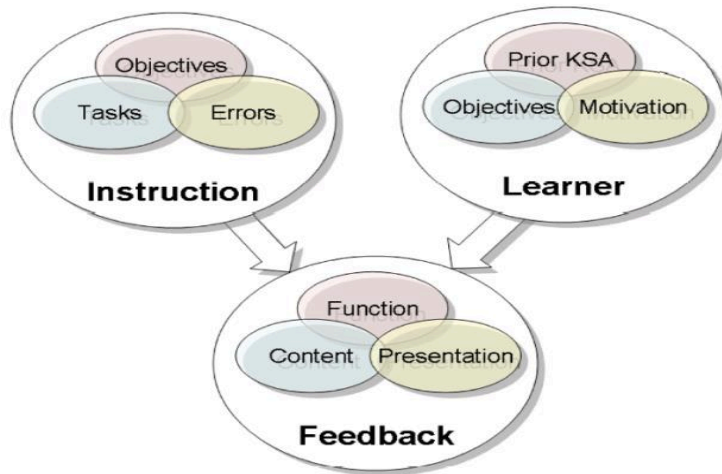 Objectives
Tasks
Errors
Instruction
Prior KSA
Objectives
Motivation
Learner
Function
Content
Presentation
Feedback